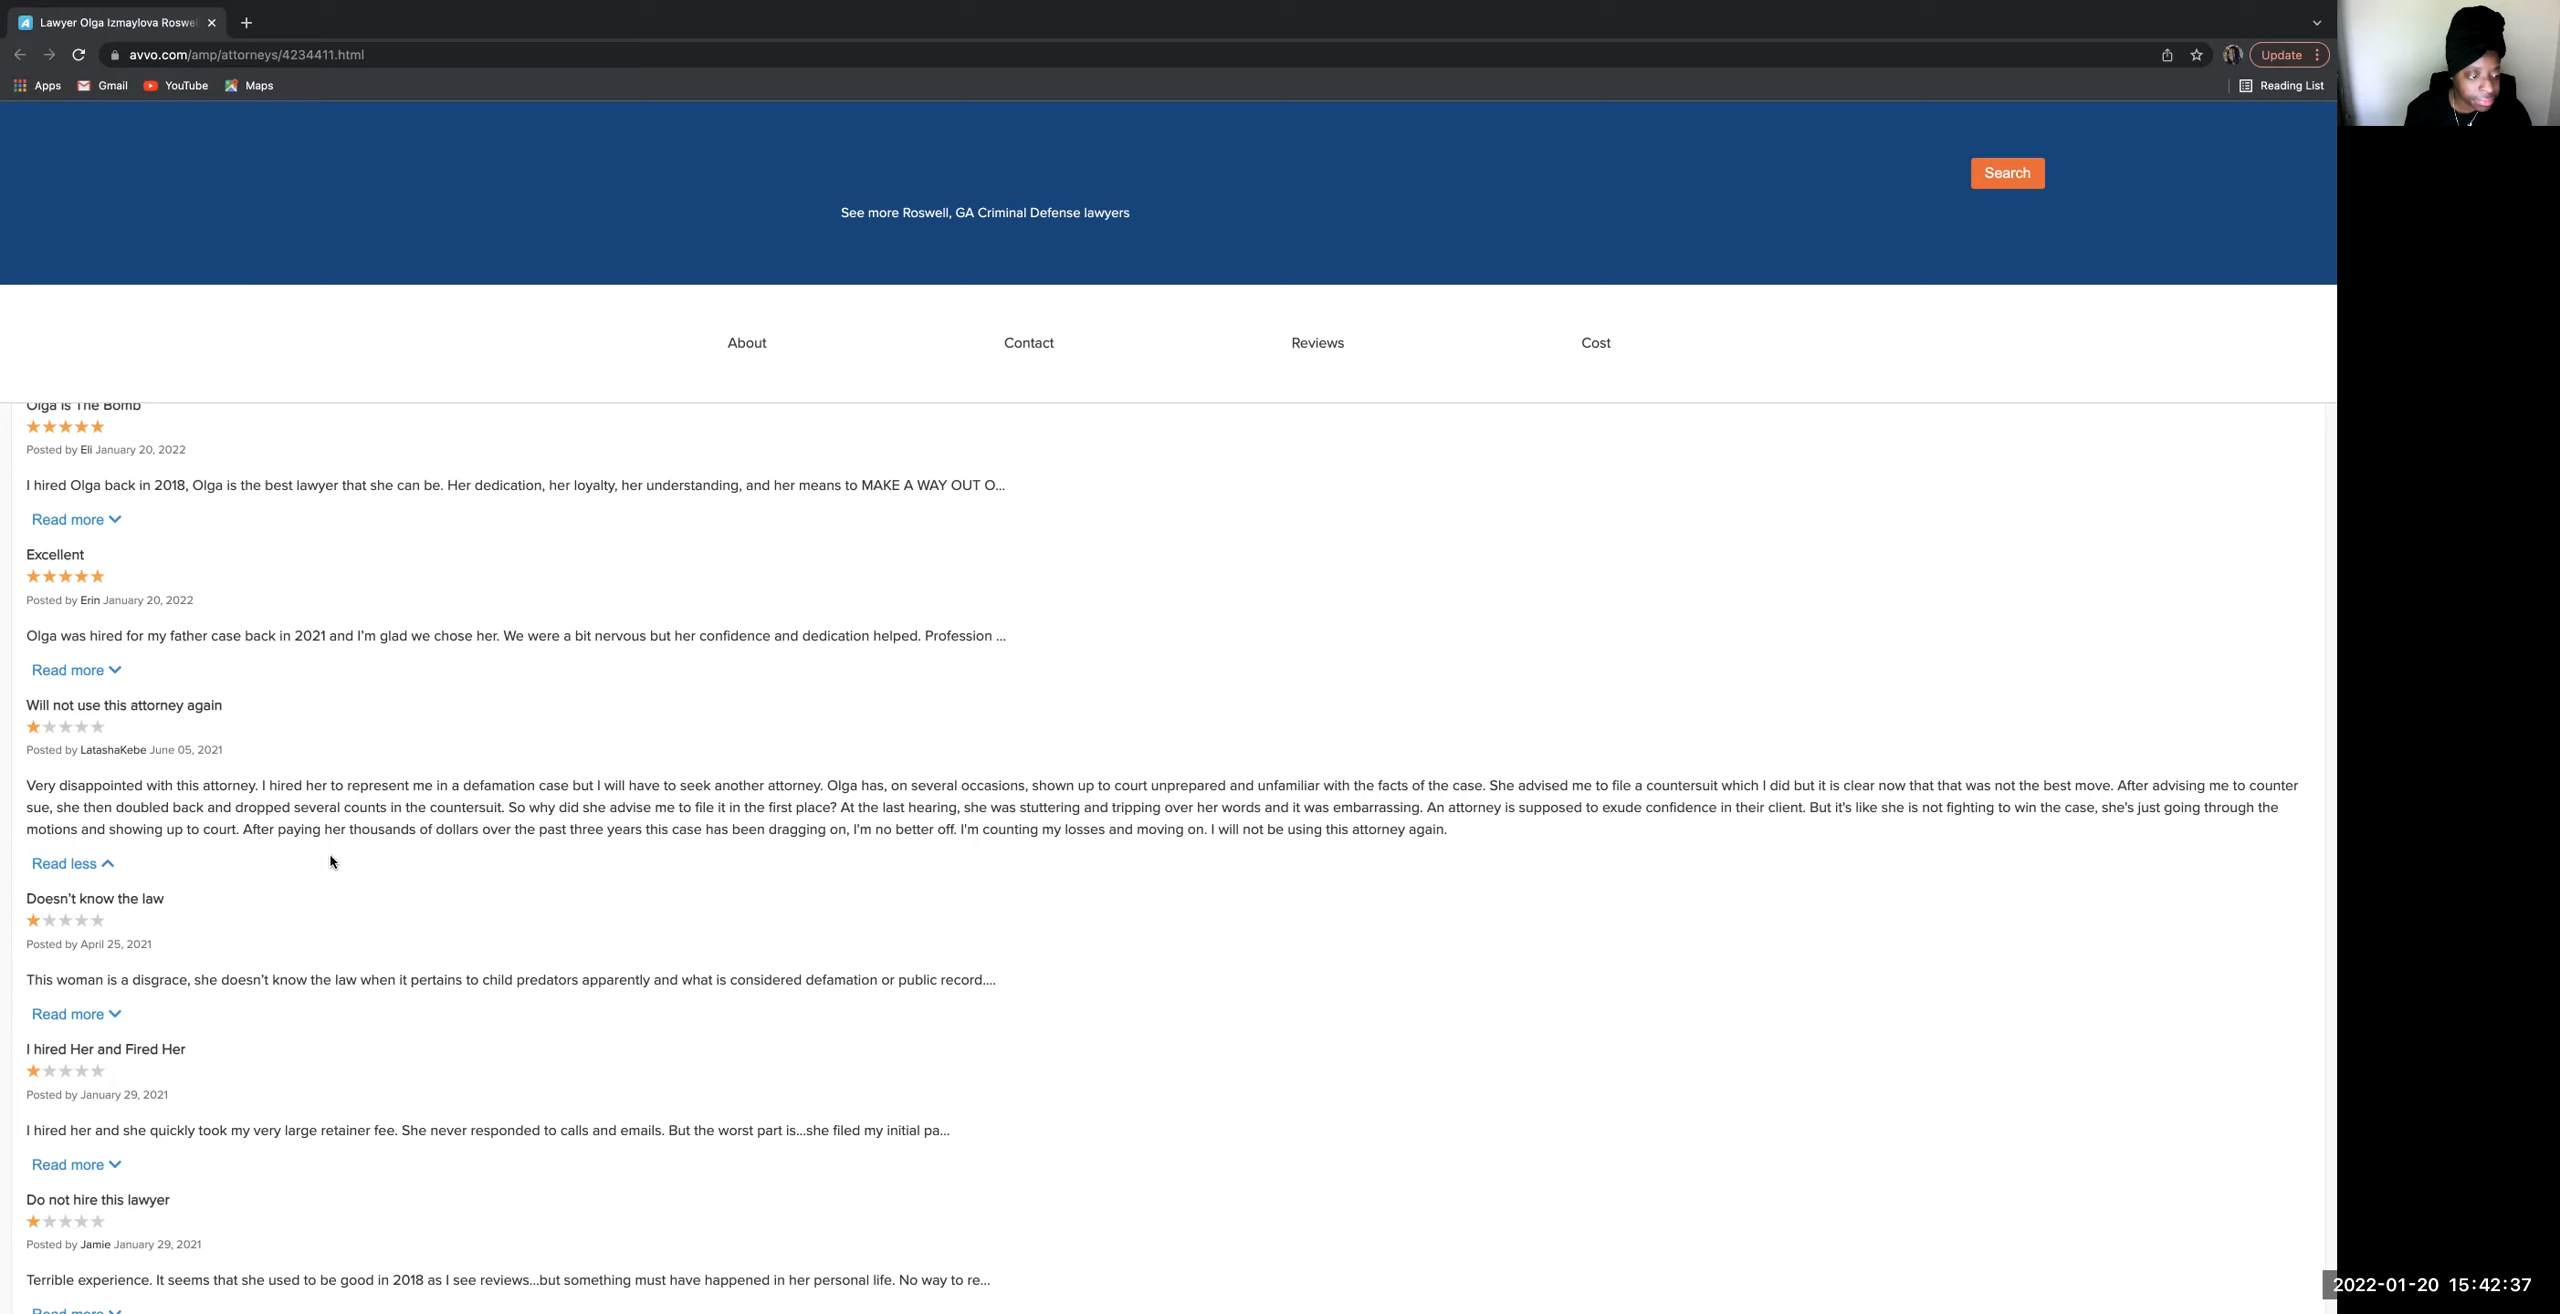 Lawyer Olga Izmaylova Roswe
avvo.com/amp/attorneys/4234411.html
Update
Apps Gmail YouTube Maps
Reading List
Search
See more Roswell, GA Criminal Defense lawyers
About Contact Reviews Cost
Olga Is The Bomb
Posted by Eli January 20, 2022
I hired Olga back in 2018, Olga is the best lawyer that she can be. Her dedication, her loyalty, her understanding, and her means to MAKE A WAY OUT O...
Read more
Excellent
Posted by Erin January 20, 2022
Olga was hired for my father case back in 2021 and I'm glad we chose her. We were a bit nervous but her confidence and dedication helped. Profession ...
Read more
Will not use this attorney again
Posted by LatashaKebe June 05, 2021
Very disappointed with this attorney. I hired her to represent me in a defamation case but I will have to seek another attorney. Olga has, on several occasions, shown up to court unprepared and unfamiliar with the facts of the case. She advised me to file a countersuit which I did but it is clear now that that was not the best move. After advising me to counter
sue, she then doubled back and dropped several counts in the countersuit. So why did she advise me to file it in the first place? At the last hearing, she was stuttering and tripping over her words and it was embarrassing. An attorney is supposed to exude confidence in their client. But it's like she is not fighting to win the case, she's just going through the
motions and showing up to court. After paying her thousands of dollars over the past three years this case has been dragging on, I'm no better off. I'm counting my losses and moving on. I will not be using this attorney again.
Read less
Doesn't know the law
Posted by April 25, 2021
This woman is a disgrace, she doesn't know the law when it pertains to child predators apparently and what is considered defamation or public record....
Read more
I hired Her and Fired Her
Posted by January 29, 2021
I hired her and she quickly took my very large retainer fee. She never responded to calls and emails. But the worst part is...she filed my initial pa...
Read more
Do not hire this lawyer
Posted by Jamie January 29, 2021
Terrible experience. It seems that she used to be good in 2018 as I see reviews...but something must have happened in her personal life. No way to re...
Read more
2022-01-20 15:42:37